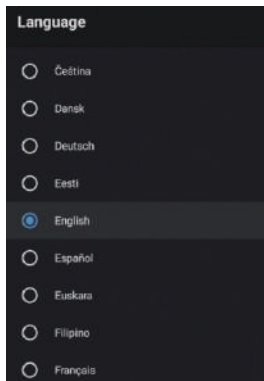 Language
Čeština
Dansk
Deutsch
Eesti
English
Español
Euskara
Filipino
Français